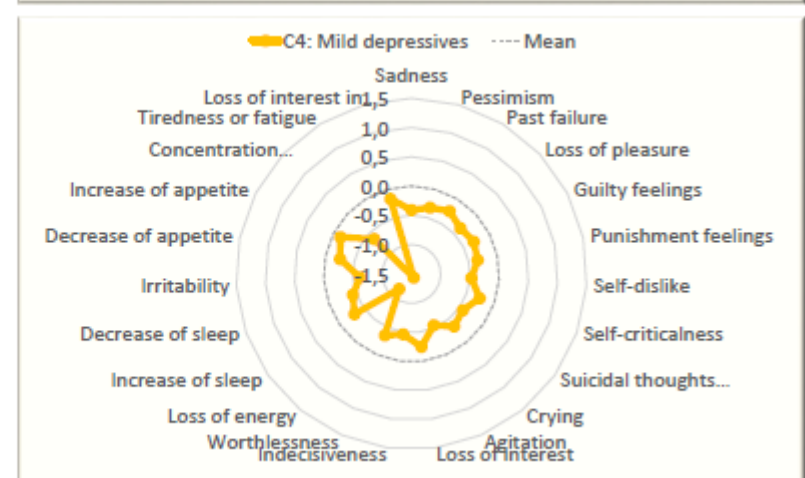 C4: Mild depressives Mean
Sadness
Loss of interest in 1,5 Pessimism
Tiredness or fatigue 1,0 Past failure
Concentration... 0,5 Loss of pleasure
Increase of appetite 0,0 Guilty feelings
-0,5
Decrease of appetite -1,0 Punishment feelings
Irritability -1,5 Self-dislike
Decrease of sleep Self-criticalness
Increase of sleep Suicidal thoughts...
Loss of energy Crying
Worthlessness Agitation
Indecisiveness Loss of Interest